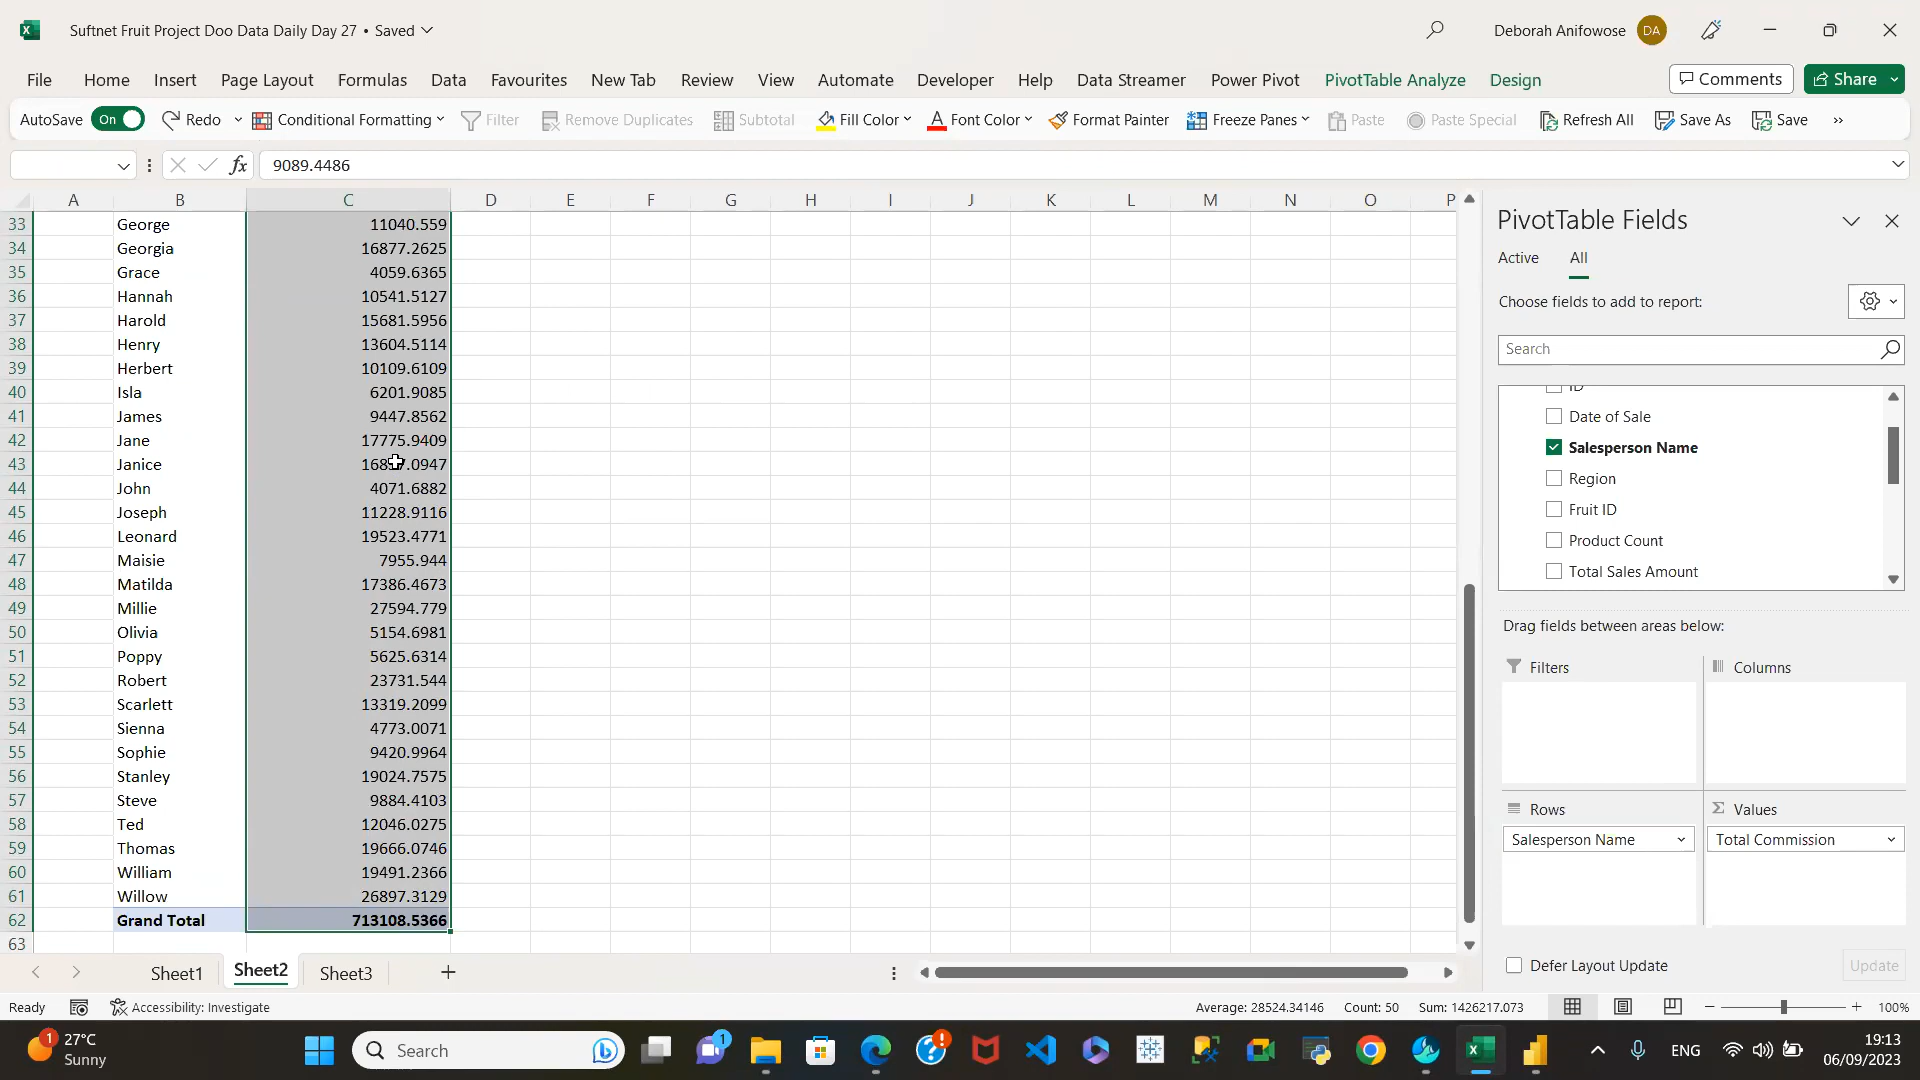 Suftnet Fruit Project Doo Data Daily Day 27 • Saved
Deborah Anifowose DA
File Home Insert Page Layout Formulas Data Favourites New Tab Review View Automate Developer Help Data Streamer Power Pivot PivotTable Analyze Design Comments Share
AutoSave On Redo Conditional Formatting Filter Remove Duplicates Subtotal Fill Color Font Color Format Painter Freeze Panes Paste Paste Special Refresh All Save As Save
fx 9089.4486
A B C D E F G H I J K L M N O P
33 George 11040.559
34 Georgia 16877.2625
35 Grace 4059.6365
36 Hannah 10541.5127
37 Harold 15681.5956
38 Henry 13604.5114
39 Herbert 10109.6109
40 Isla 6201.9085
41 James 9447.8562
42 Jane 17775.9409
43 Janice
44 John 4071.6882
45 Joseph 11228.9116
46 Leonard 19523.4771
47 Maisie 7955.944
48 Matilda 17386.4673
49 Millie 27594.779
50 Olivia 5154.6981
51 Poppy 5625.6314
52 Robert 23731.544
53 Scarlett 13319.2099
54 Sienna 4773.0071
55 Sophie 9420.9964
56 Stanley 19024.7575
57 Steve 9884.4103
58 Ted 12046.0275
59 Thomas 19666.0746
60 William 19491.2366
61 Willow 26897.3129
62 Grand Total 713108.5366
63
PivotTable Fields
Active All
Choose fields to add to report:
Search
ID
Date of Sale
Salesperson Name
Region
Fruit ID
Product Count
Total Sales Amount
Drag fields between areas below:
Filters Columns
Rows Σ Values
Salesperson Name Total Commission
Defer Layout Update Update
Sheet1 Sheet2 Sheet3
Ready Accessibility: Investigate Average: 28524.34146 Count: 50 Sum: 1426217.073 100%
1 27°C
Sunny
Search
1
ENG
19:13
06/09/2023